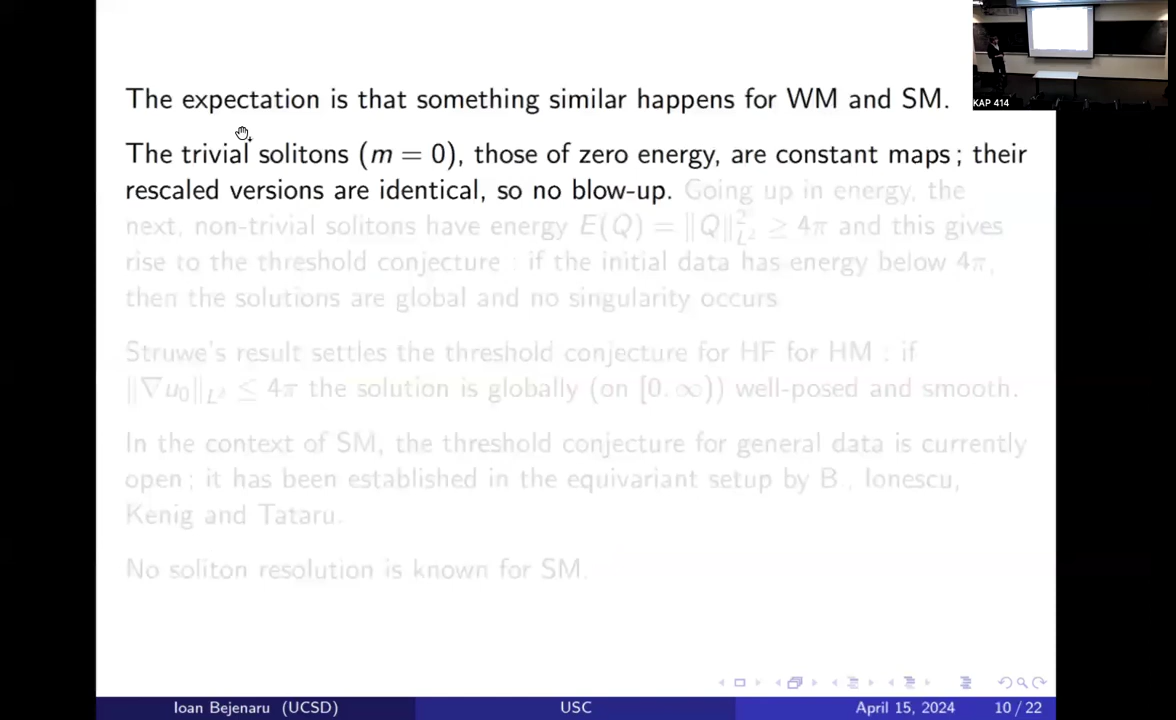 KAP 414
The expectation is that something similar happens for WM and SM.
The trivial solitons (m = 0), those of zero energy, are constant maps ; their
rescaled versions are identical, so no blow-up. Going up in energy, the
next, non-trivial solitons have energy E(Q) = ‖Q‖²_{L²} ≥ 4π and this gives
rise to the threshold conjecture : if the initial data has energy below 4π,
then the solutions are global and no singularity occurs
Struwe's result settles the threshold conjecture for HF for HM : if
‖∇u₀‖_{L²} ≤ 4π the solution is globally (on [0, ∞)) well-posed and smooth.
In the context of SM, the threshold conjecture for general data is currently
open ; it has been established in the equivariant setup by B., Ionescu,
Kenig and Tataru.
No soliton resolution is known for SM.
Ioan Bejenaru (UCSD) USC April 15, 2024 10 / 22